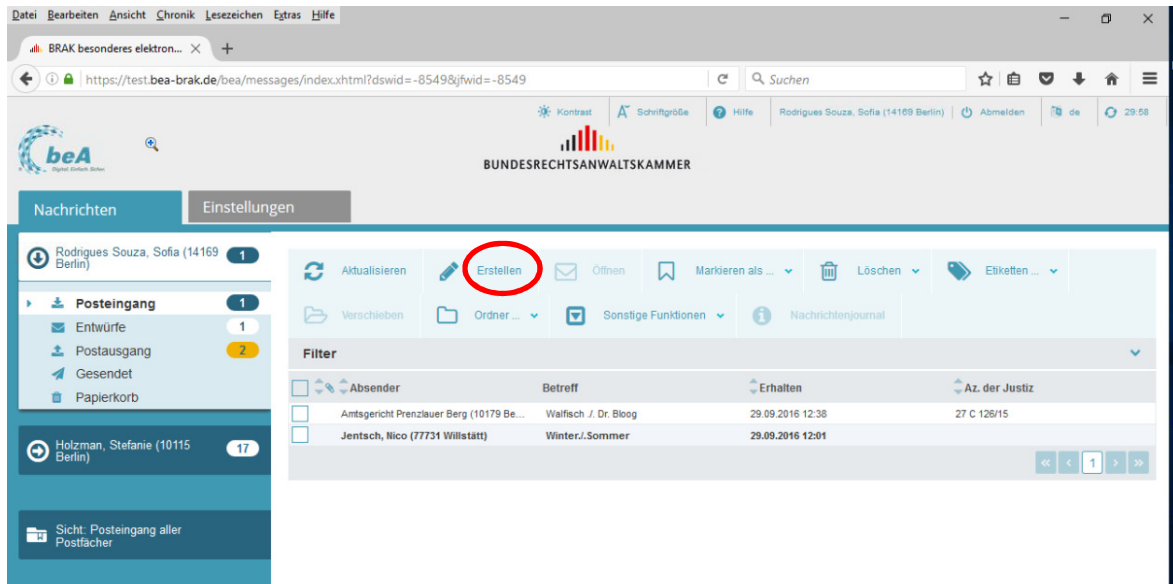 Datei Bearbeiten Ansicht Chronik Lesezeichen Extras Hilfe
BRAK besonderes elektron...
https://test.bea-brak.de/bea/messages/index.xhtml?dswid=-8549&jfwid=-8549
Suchen
Kontrast Schriftgröße Hilfe Rodrigues Souza, Sofia (14169 Berlin) Abmelden de 29:58
beA
Digital. Einfach. Sicher.
BUNDESRECHTSANWALTSKAMMER
Nachrichten Einstellungen
Rodrigues Souza, Sofia (14169 Berlin) 1
Posteingang 1
Entwürfe 1
Postausgang 2
Gesendet
Papierkorb
Holzman, Stefanie (10115 Berlin) 17
Sicht: Posteingang aller Postfächer
Aktualisieren Erstellen Öffnen Markieren als ... Löschen Etiketten ...
Verschieben Ordner ... Sonstige Funktionen Nachrichtenjournal
Filter
Absender Betreff Erhalten Az. der Justiz
Amtsgericht Prenzlauer Berg (10179 Be... Walfisch ./. Dr. Bloog 29.09.2016 12:38 27 C 126/15
Jentsch, Nico (77731 Willstätt) Winter./.Sommer 29.09.2016 12:01
« < 1 > »